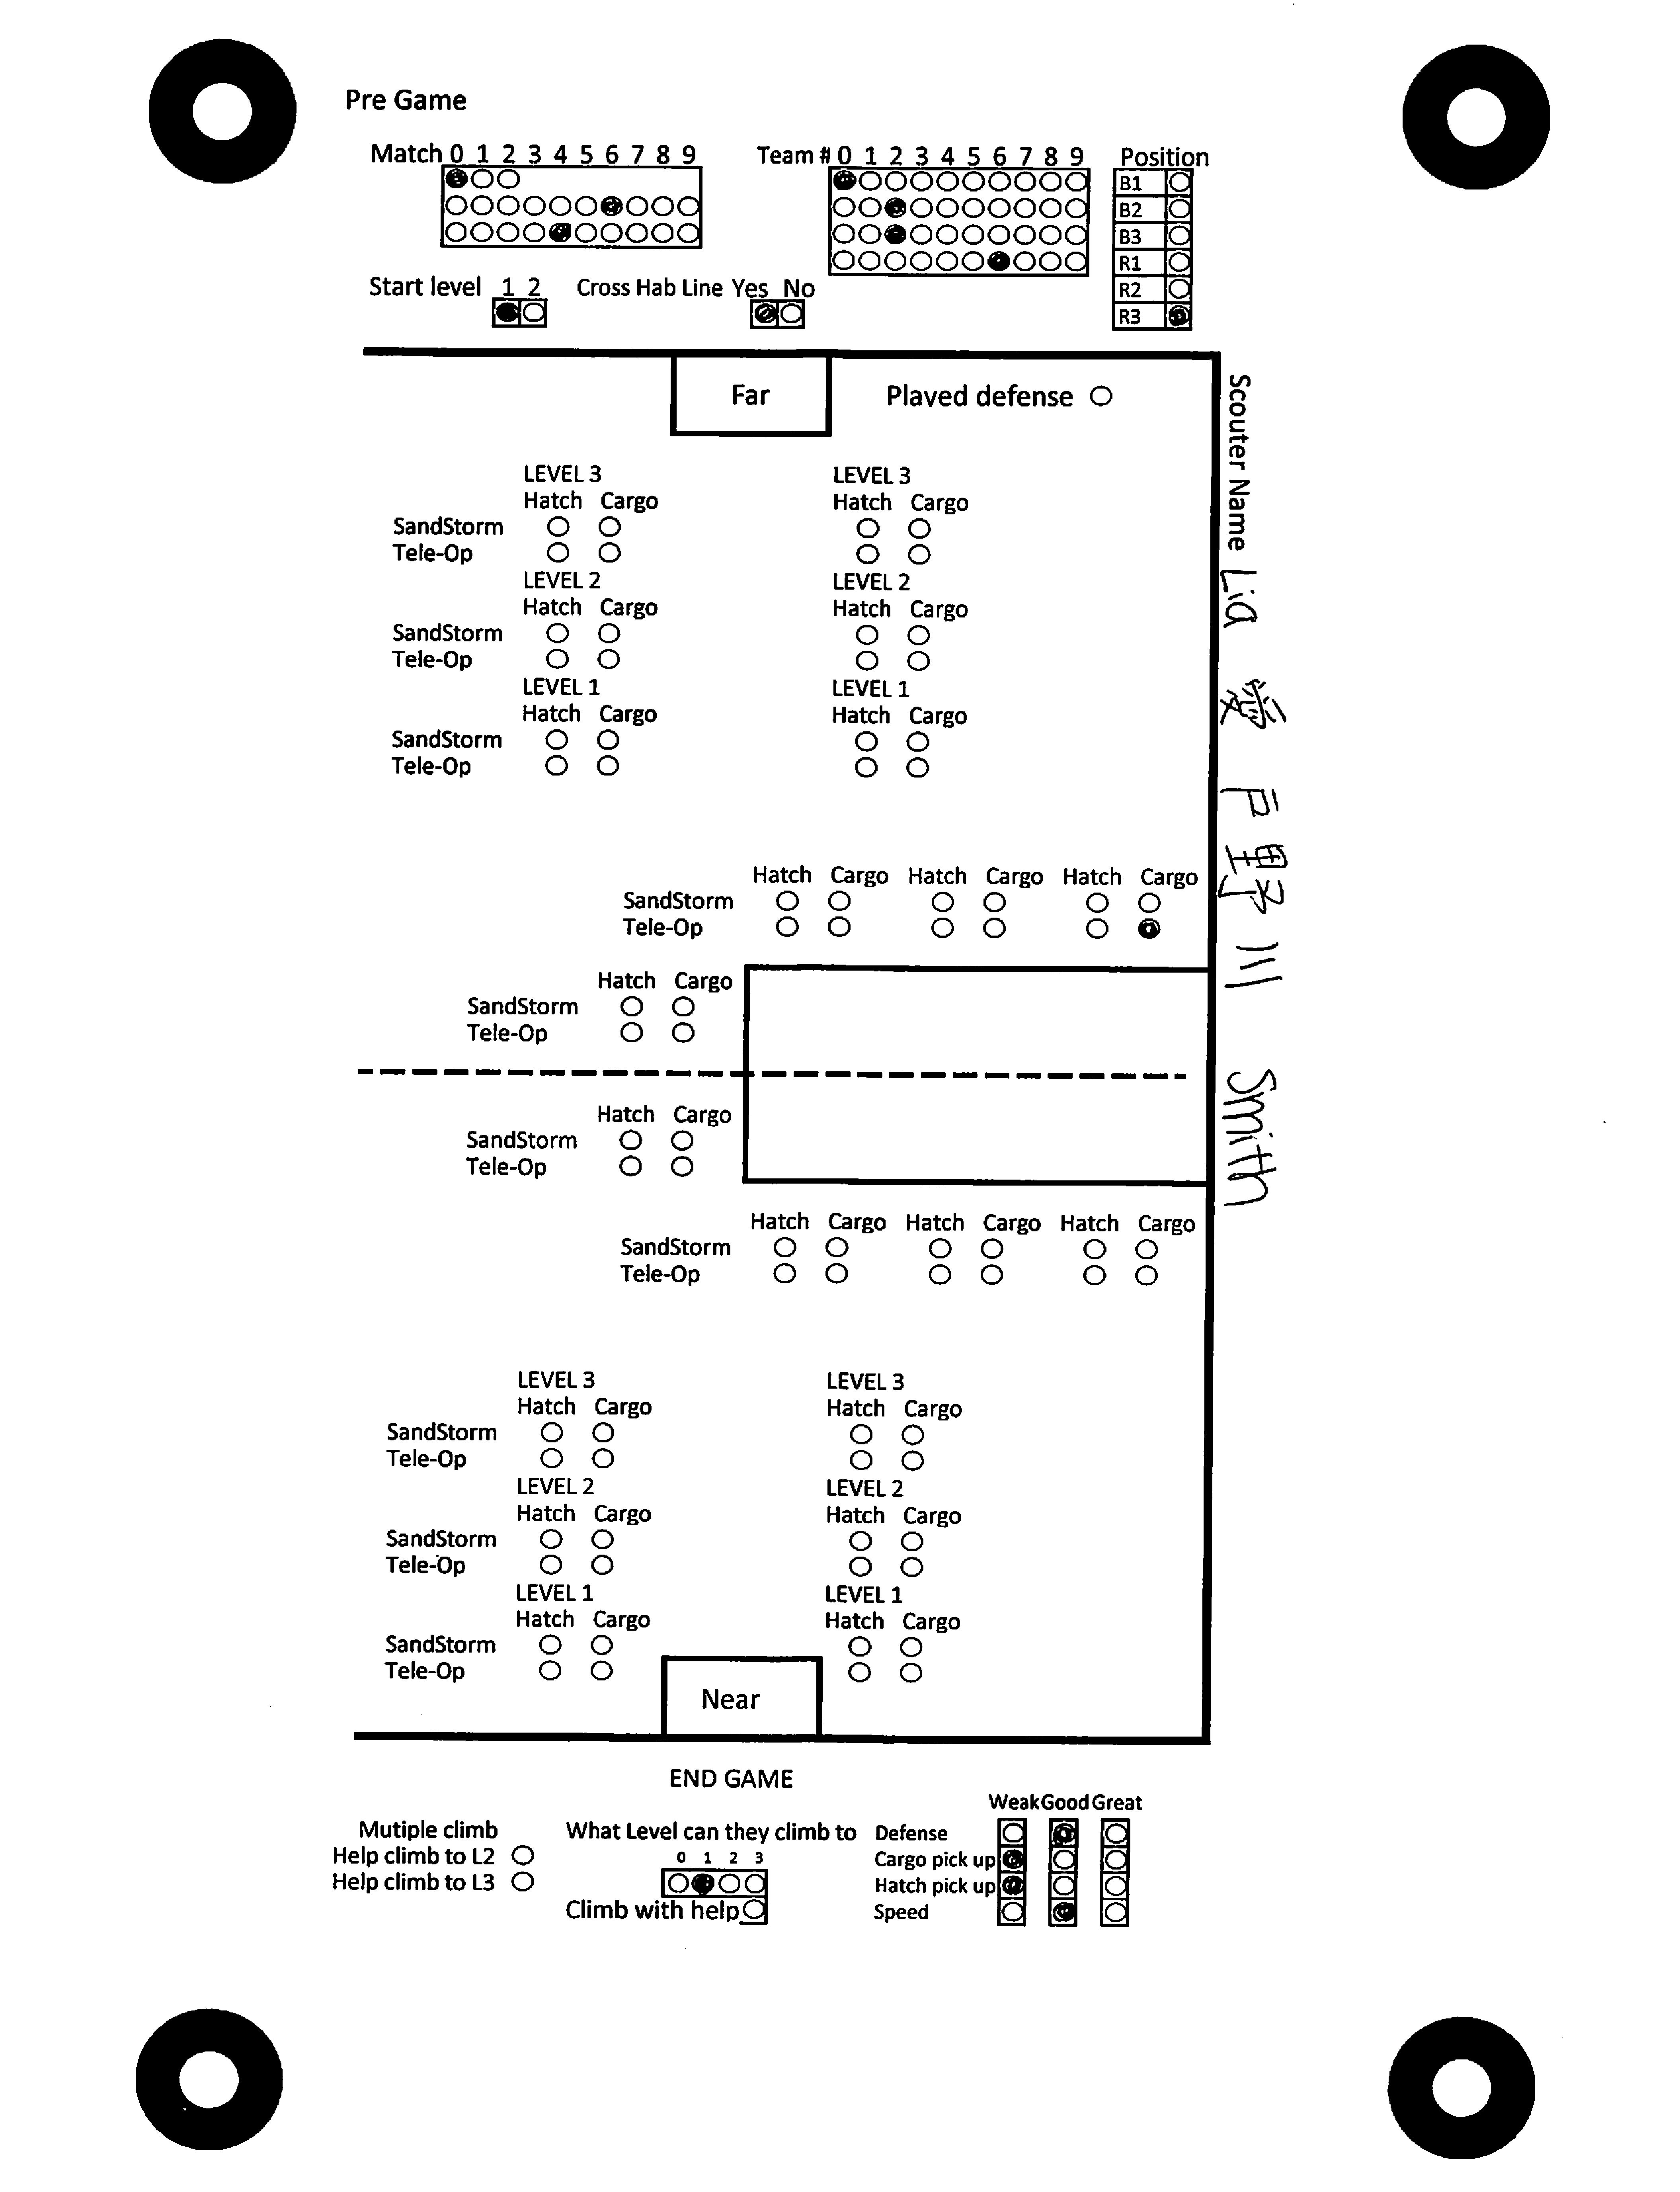 Pre Game
Match 0 1 2 3 4 5 6 7 8 9
Team # 0 1 2 3 4 5 6 7 8 9
Position
B1
B2
B3
R1
R2
R3
Start level 1 2
Cross Hab Line Yes No
Far
Played defense
Scouter Name Lia 愛 戸野川 Smith
LEVEL 3 LEVEL 3
Hatch Cargo Hatch Cargo
SandStorm
Tele-Op
LEVEL 2 LEVEL 2
Hatch Cargo Hatch Cargo
SandStorm
Tele-Op
LEVEL 1 LEVEL 1
Hatch Cargo Hatch Cargo
SandStorm
Tele-Op
Hatch Cargo Hatch Cargo Hatch Cargo
SandStorm
Tele-Op
Hatch Cargo
SandStorm
Tele-Op
Hatch Cargo
SandStorm
Tele-Op
Hatch Cargo Hatch Cargo Hatch Cargo
SandStorm
Tele-Op
LEVEL 3 LEVEL 3
Hatch Cargo Hatch Cargo
SandStorm
Tele-Op
LEVEL 2 LEVEL 2
Hatch Cargo Hatch Cargo
SandStorm
Tele-Op
LEVEL 1 LEVEL 1
Hatch Cargo Hatch Cargo
SandStorm
Tele-Op
Near
END GAME
Mutiple climb
Help climb to L2
Help climb to L3
What Level can they climb to
0 1 2 3
Climb with help
Weak Good Great
Defense
Cargo pick up
Hatch pick up
Speed